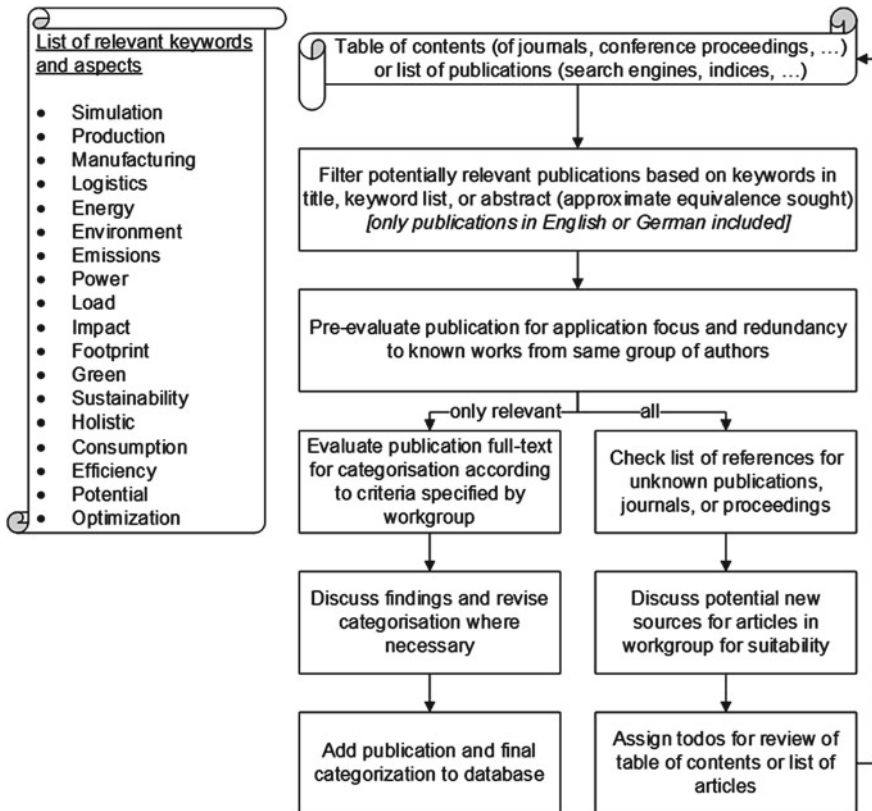 List of relevant keywords
and aspects
• Simulation
• Production
• Manufacturing
• Logistics
• Energy
• Environment
• Emissions
• Power
• Load
• Impact
• Footprint
• Green
• Sustainability
• Holistic
• Consumption
• Efficiency
• Potential
• Optimization
Table of contents (of journals, conference proceedings, …)
or list of publications (search engines, indices, …)
Filter potentially relevant publications based on keywords in
title, keyword list, or abstract (approximate equivalence sought)
[only publications in English or German included]
Pre-evaluate publication for application focus and redundancy
to known works from same group of authors
only relevant
all
Evaluate publication full-text
for categorisation according
to criteria specified by
workgroup
Discuss findings and revise
categorisation where
necessary
Add publication and final
categorization to database
Check list of references for
unknown publications,
journals, or proceedings
Discuss potential new
sources for articles in
workgroup for suitability
Assign todos for review of
table of contents or list of
articles